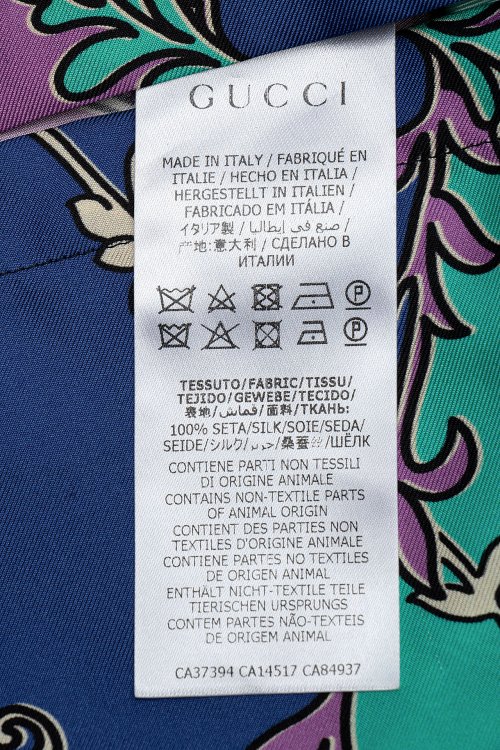 GUCCI
MADE IN ITALY / FABRIQUÉ EN
ITALIE / HECHO EN ITALIA /
HERGESTELLT IN ITALIEN /
FABRICADO EM ITÁLIA /
イタリア製 / صنع في إيطاليا /
产地:意大利 / СДЕЛАНО В
ИТАЛИИ
P
P
TESSUTO/FABRIC/TISSU/
TEJIDO/GEWEBE/TECIDO/
表地/قماش/面料/ТКАНЬ:
100% SETA/SILK/SOIE/SEDA/
SEIDE/シルク/حرير/桑蚕丝/ШЁЛК
CONTIENE PARTI NON TESSILI
DI ORIGINE ANIMALE
CONTAINS NON-TEXTILE PARTS
OF ANIMAL ORIGIN
CONTIENT DES PARTIES NON
TEXTILES D'ORIGINE ANIMALE
CONTIENE PARTES NO TEXTILES
DE ORIGEN ANIMAL
ENTHÄLT NICHT-TEXTILE TEILE
TIERISCHEN URSPRUNGS
CONTEM PARTES NÃO-TEXTEIS
DE ORIGEM ANIMAL
CA37394 CA14517 CA84937